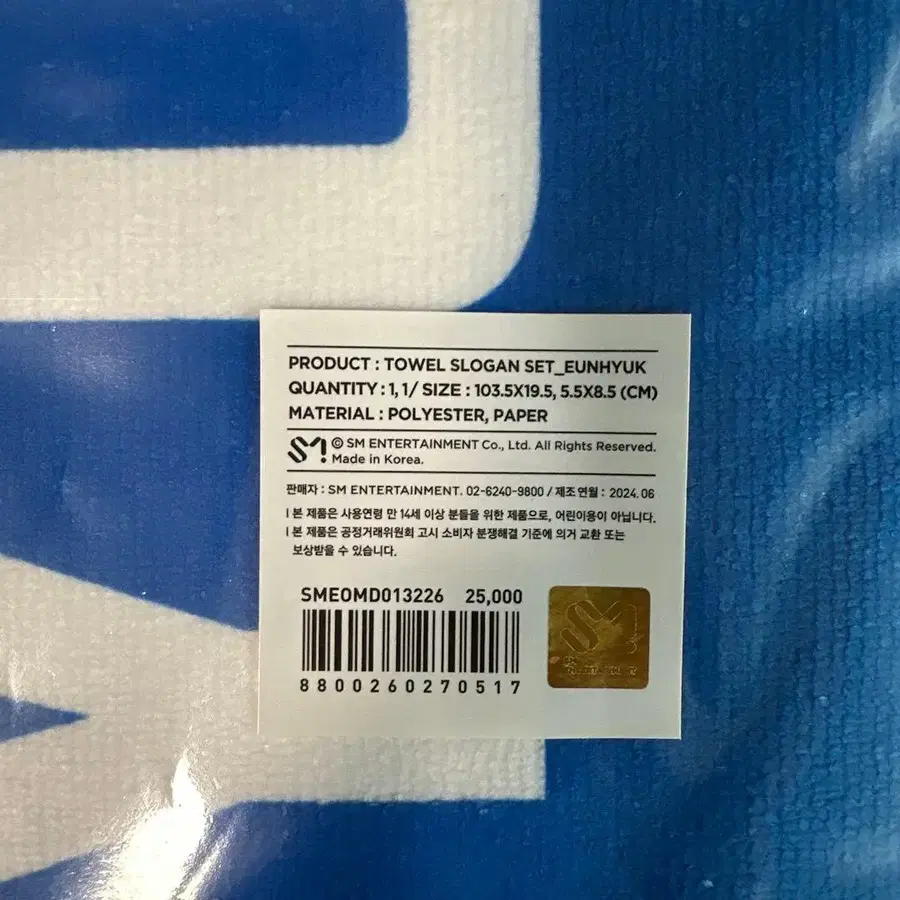 PRODUCT : TOWEL SLOGAN SET_EUNHYUK
QUANTITY : 1, 1/ SIZE : 103.5X19.5, 5.5X8.5 (CM)
MATERIAL : POLYESTER, PAPER
SM
© SM ENTERTAINMENT Co., Ltd. All Rights Reserved.
Made in Korea.
판매자 : SM ENTERTAINMENT. 02-6240-9800 / 제조연월 : 2024.06
I 본 제품은 사용연령 만 14세 이상 분들을 위한 제품으로, 어린이용이 아닙니다.
I 본 제품은 공정거래위원회 고시 소비자 분쟁해결 기준에 의거 교환 또는
보상받을 수 있습니다.
SMEOMD013226 25,000
8800260270517
SM